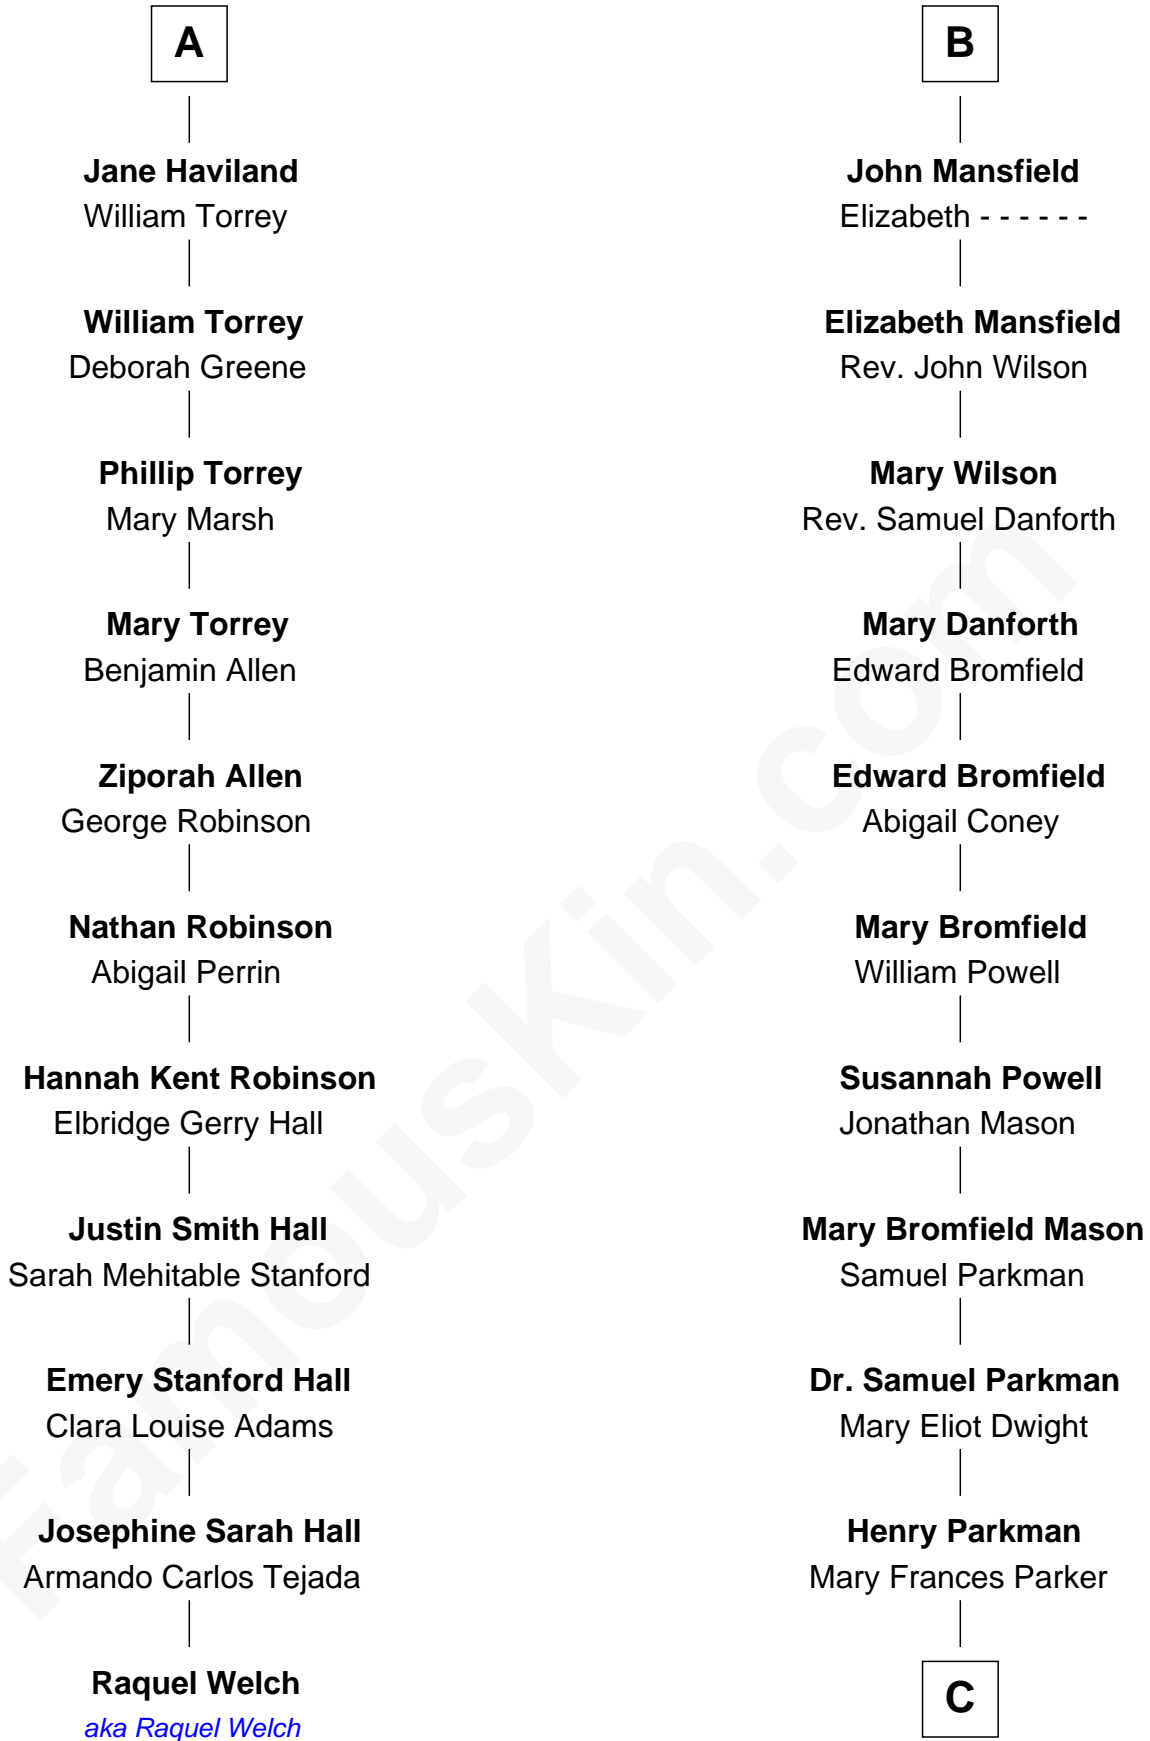 A
Jane Haviland
William Torrey
William Torrey
Deborah Greene
Phillip Torrey
Mary Marsh
Mary Torrey
Benjamin Allen
Ziporah Allen
George Robinson
Nathan Robinson
Abigail Perrin
Hannah Kent Robinson
Elbridge Gerry Hall
Justin Smith Hall
Sarah Mehitable Stanford
Emery Stanford Hall
Clara Louise Adams
Josephine Sarah Hall
Armando Carlos Tejada
Raquel Welch
aka Raquel Welch
B
John Mansfield
Elizabeth - - - - - -
Elizabeth Mansfield
Rev. John Wilson
Mary Wilson
Rev. Samuel Danforth
Mary Danforth
Edward Bromfield
Edward Bromfield
Abigail Coney
Mary Bromfield
William Powell
Susannah Powell
Jonathan Mason
Mary Bromfield Mason
Samuel Parkman
Dr. Samuel Parkman
Mary Eliot Dwight
Henry Parkman
Mary Frances Parker
C
FamousKin.com